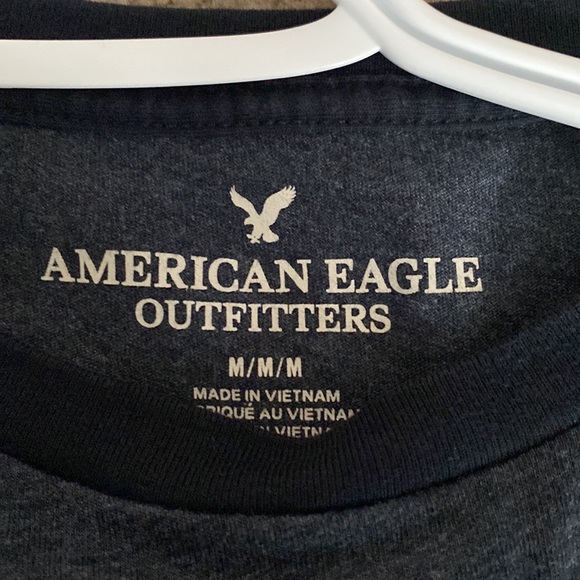 AMERICAN EAGLE
OUTFITTERS
M/M/M
MADE IN VIETNAM
AU VIETNAM